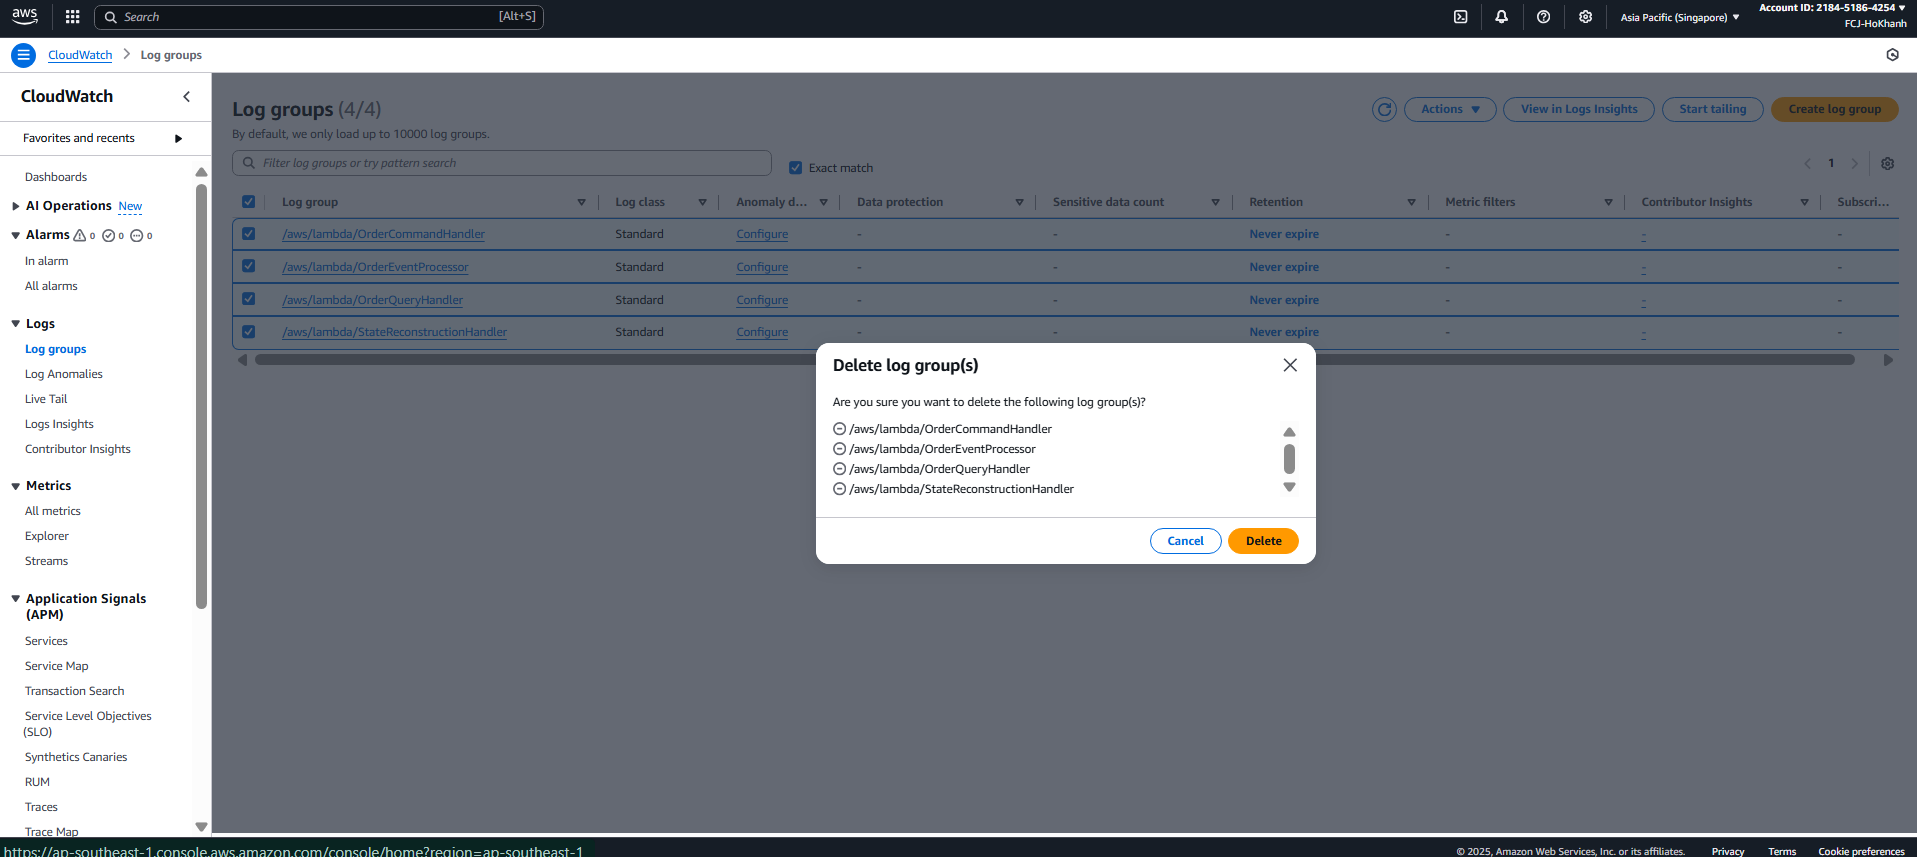 aws
Search [Alt+S]
Asia Pacific (Singapore)
Account ID: 2184-5186-4254
FCJ-HoKhanh
CloudWatch
Log groups
CloudWatch
Favorites and recents
Dashboards
AI Operations New
Alarms 0 0 0
In alarm
All alarms
Logs
Log groups
Log Anomalies
Live Tail
Logs Insights
Contributor Insights
Metrics
All metrics
Explorer
Streams
Application Signals
(APM)
Services
Service Map
Transaction Search
Service Level Objectives
(SLO)
Synthetics Canaries
RUM
Traces
Trace Map
Log groups (4/4)
By default, we only load up to 10000 log groups.
Actions
View in Logs Insights
Start tailing
Create log group
Filter log groups or try pattern search
Exact match
1
Log group Log class Anomaly d... Data protection Sensitive data count Retention Metric filters Contributor Insights Subscri...
/aws/lambda/OrderCommandHandler Standard Configure - - Never expire - - -
/aws/lambda/OrderEventProcessor Standard Configure - - Never expire - - -
/aws/lambda/OrderQueryHandler Standard Configure - - Never expire - - -
/aws/lambda/StateReconstructionHandler Standard Configure - - Never expire - - -
Delete log group(s)
Are you sure you want to delete the following log group(s)?
/aws/lambda/OrderCommandHandler
/aws/lambda/OrderEventProcessor
/aws/lambda/OrderQueryHandler
/aws/lambda/StateReconstructionHandler
Cancel
Delete
https://ap-southeast-1.console.aws.amazon.com/console/home?region=ap-southeast-1
© 2025, Amazon Web Services, Inc. or its affiliates. Privacy Terms Cookie preferences